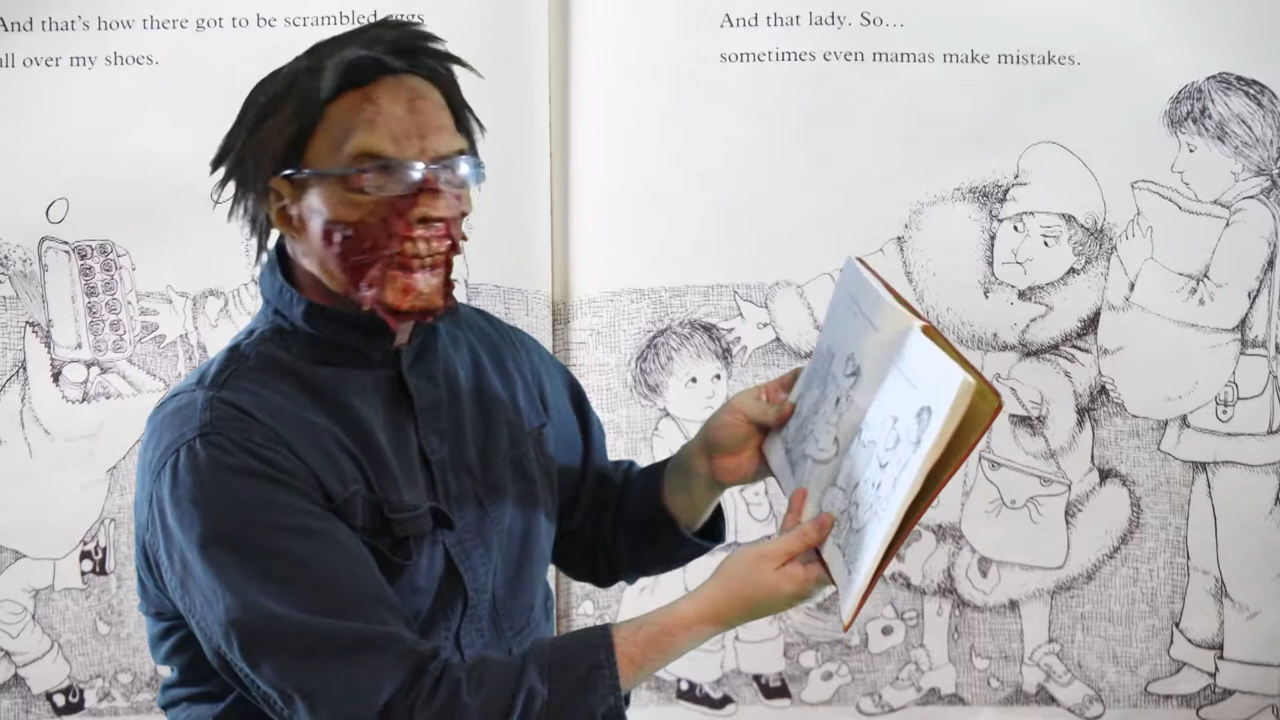 And that's how there got to be scrambled eggs
all over my shoes.
And that lady. So...
sometimes even mamas make mistakes.